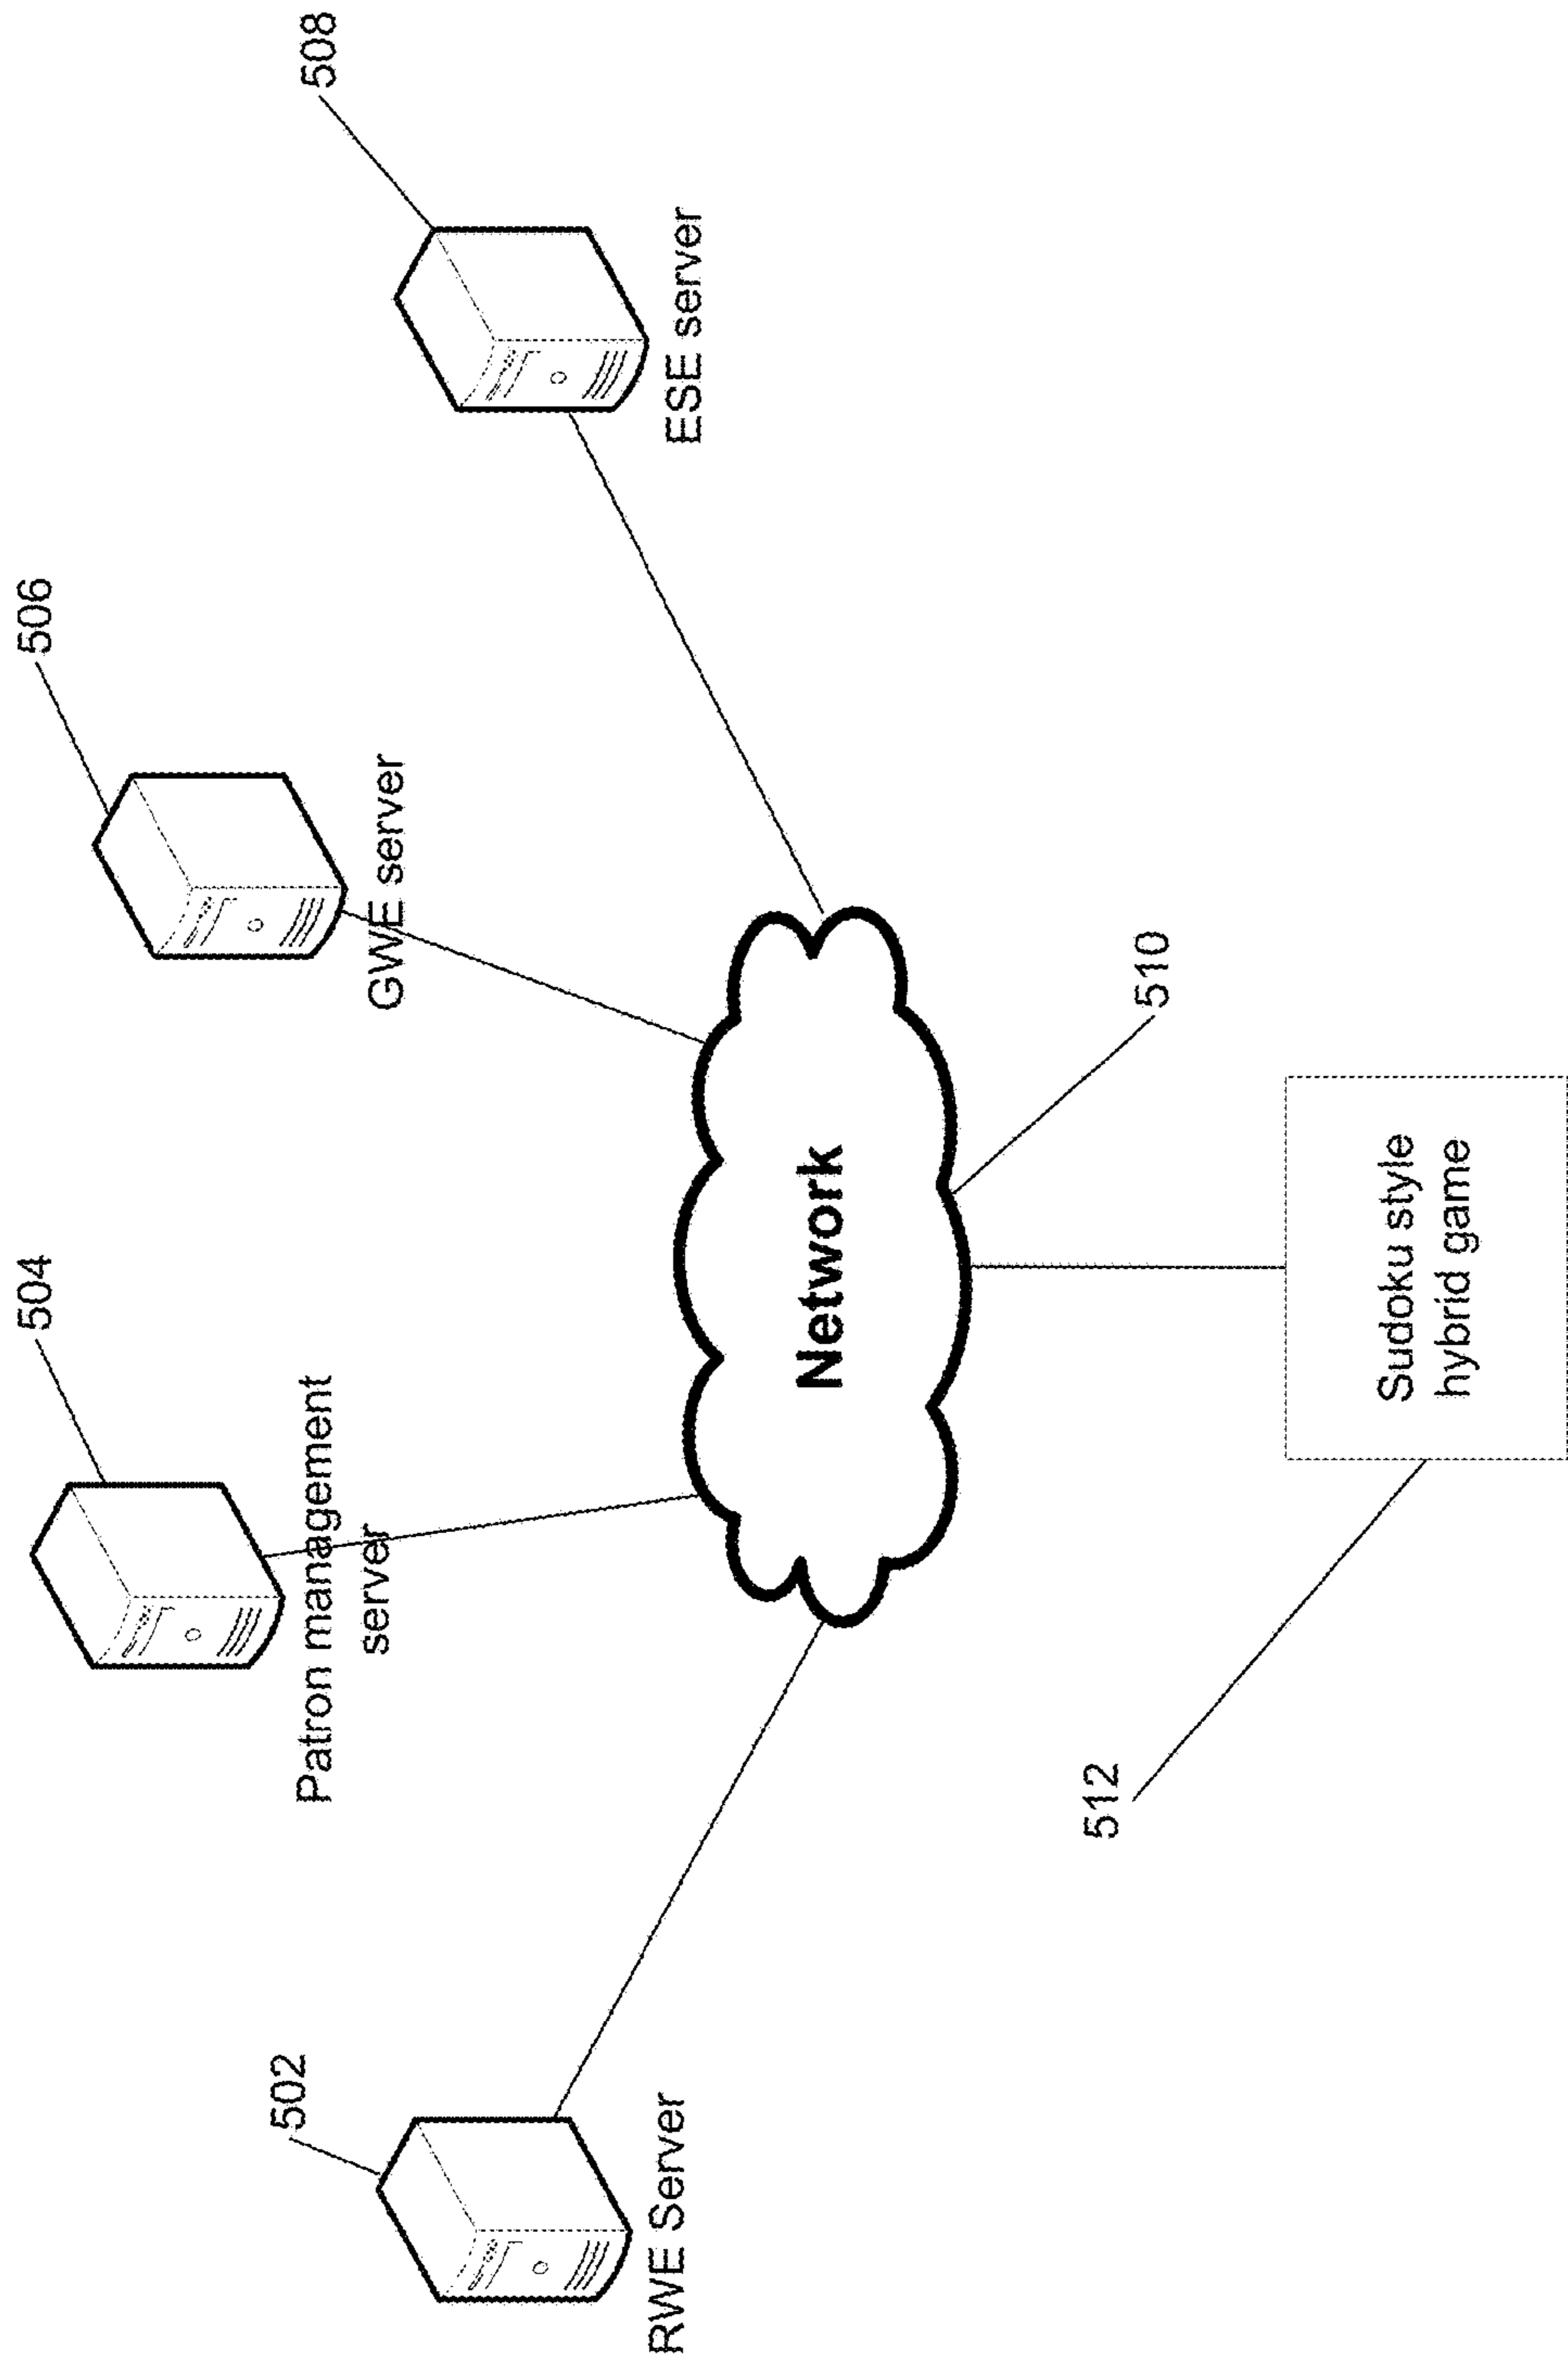 504
506
502
508
Patron management
server
GWE server
RWE Server
ESE server
Network
512
510
Sudoku style
hybrid game